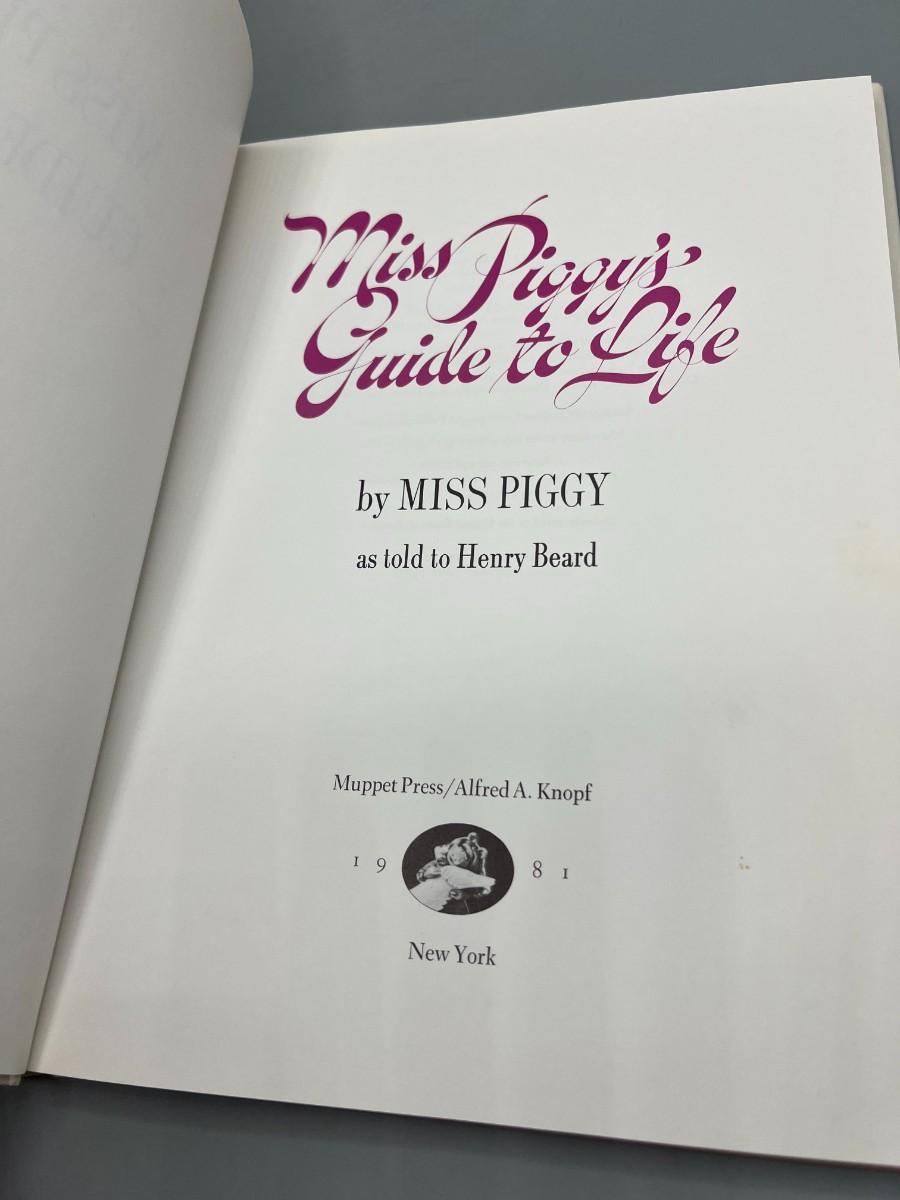 Miss Piggy's
Guide to Life
by MISS PIGGY
as told to Henry Beard
Muppet Press/Alfred A. Knopf
1 9 8 1
New York